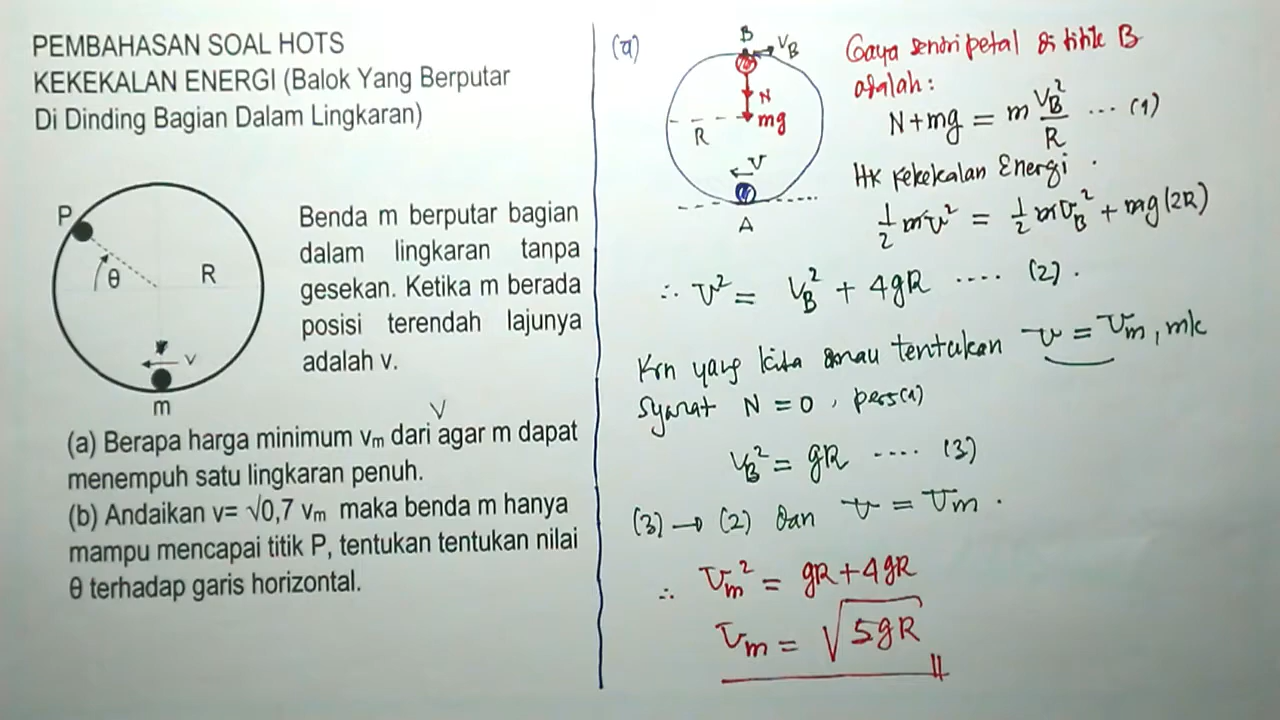 PEMBAHASAN SOAL HOTS
KEKEKALAN ENERGI (Balok Yang Berputar
Di Dinding Bagian Dalam Lingkaran)
P
θ
R
v
m
Benda m berputar bagian
dalam lingkaran tanpa
gesekan. Ketika m berada
posisi terendah lajunya
adalah v.
v
(a) Berapa harga minimum vₘ dari agar m dapat
menempuh satu lingkaran penuh.
(b) Andaikan v= √0,7 vₘ maka benda m hanya
mampu mencapai titik P, tentukan tentukan nilai
θ terhadap garis horizontal.
(a)
B
V_B
N
mg
R
v
A
Gaya sentripetal di titik B
adalah:
N+mg = m V_B²/R ... (1)
Hk kekekalan Energi .
½ mv² = ½ mv_B² + mg(2R)
∴ v² = V_B² + 4gR .... (2).
Krn yang kita mau tentukan v = vₘ, mk
syarat N = 0, pers(1)
V_B² = gR .... (3)
(3) → (2) dan v = vₘ .
∴ vₘ² = gR+4gR
vₘ = √5gR